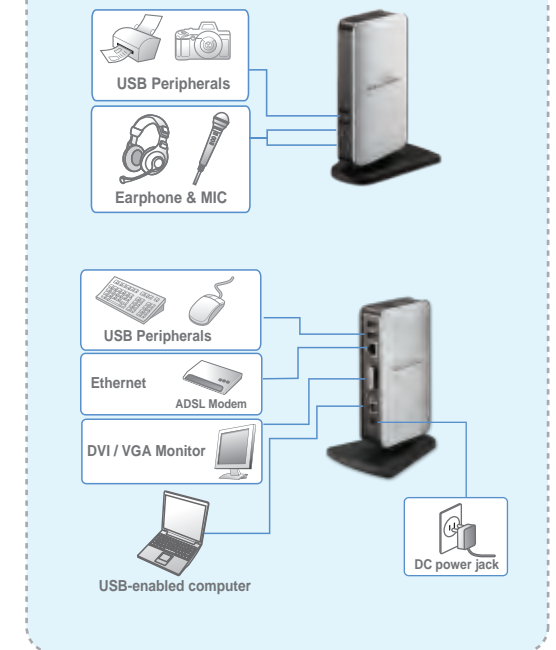 USB Peripherals
Earphone & MIC
USB Peripherals
Ethernet
ADSL Modem
DVI / VGA Monitor
DC power jack
USB-enabled computer